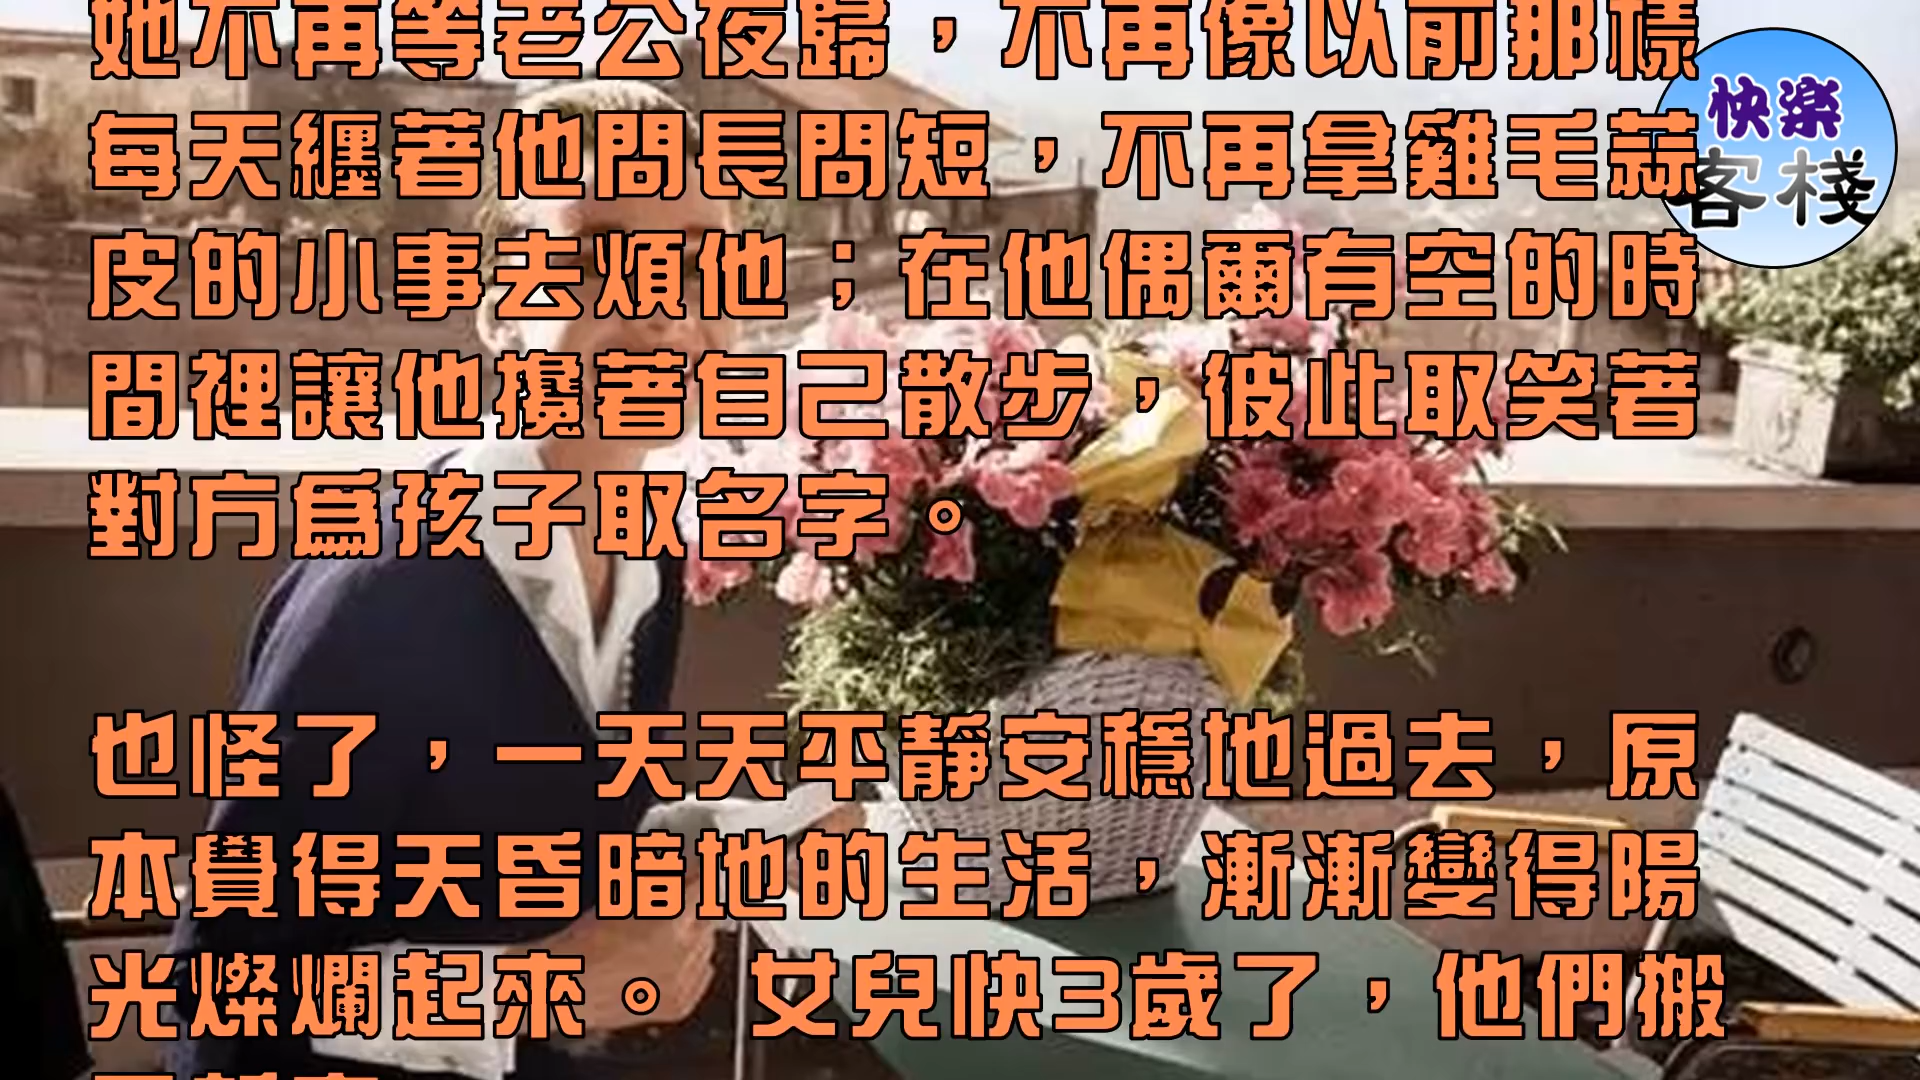 她不再等老公夜歸，不再像以前那樣
每天纏著他問長問短，不再拿雞毛蒜
皮的小事去煩他；在他偶爾有空的時
間裡讓他攙著自己散步，彼此取笑著
對方爲孩子取名字。
也怪了，一天天平靜安穩地過去，原
本覺得天昏暗地的生活，漸漸變得陽
光燦爛起來。 女兒快3歲了，他們搬
快楽
客棧